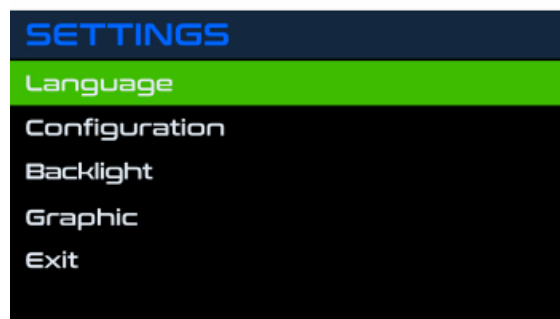 SETTINGS
Language
Configuration
Backlight
Graphic
Exit